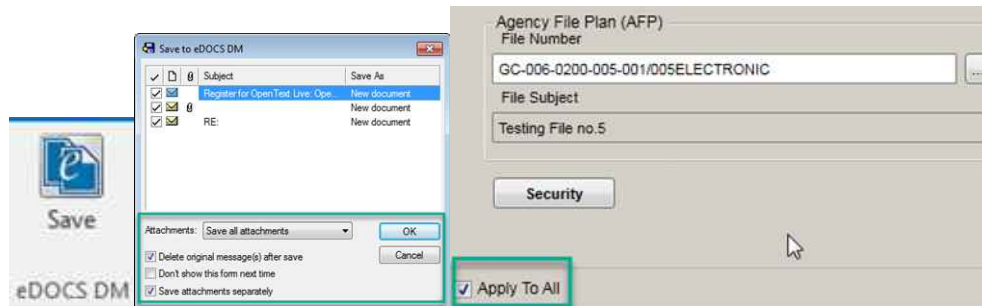 Save
eDOCS DM
Save to eDOCS DM
Subject Save As
Register for OpenText Live: Ope... New document
New document
RE: New document
Attachments: Save all attachments OK
Delete original message(s) after save Cancel
Don't show this form next time
Save attachments separately
Agency File Plan (AFP)
File Number
GC-006-0200-005-001/005ELECTRONIC ...
File Subject
Testing File no.5
Security
Apply To All